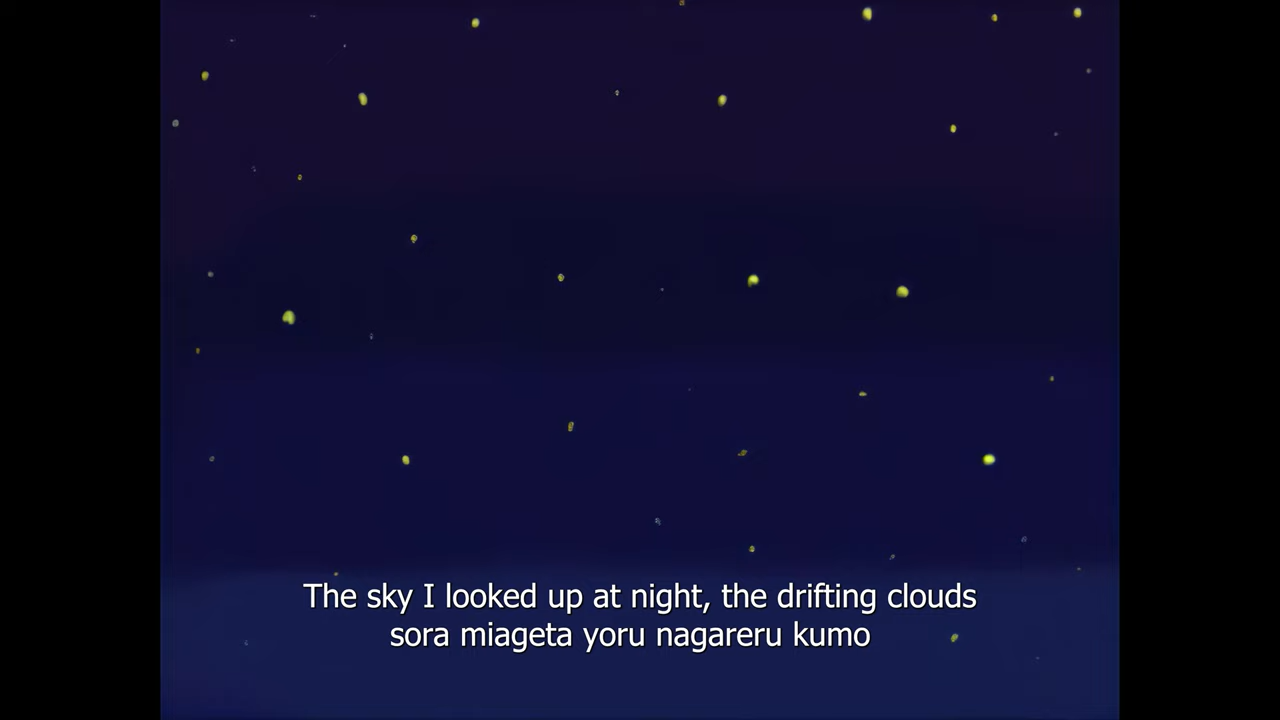 The sky I looked up at night, the drifting clouds
sora miageta yoru nagareru kumo